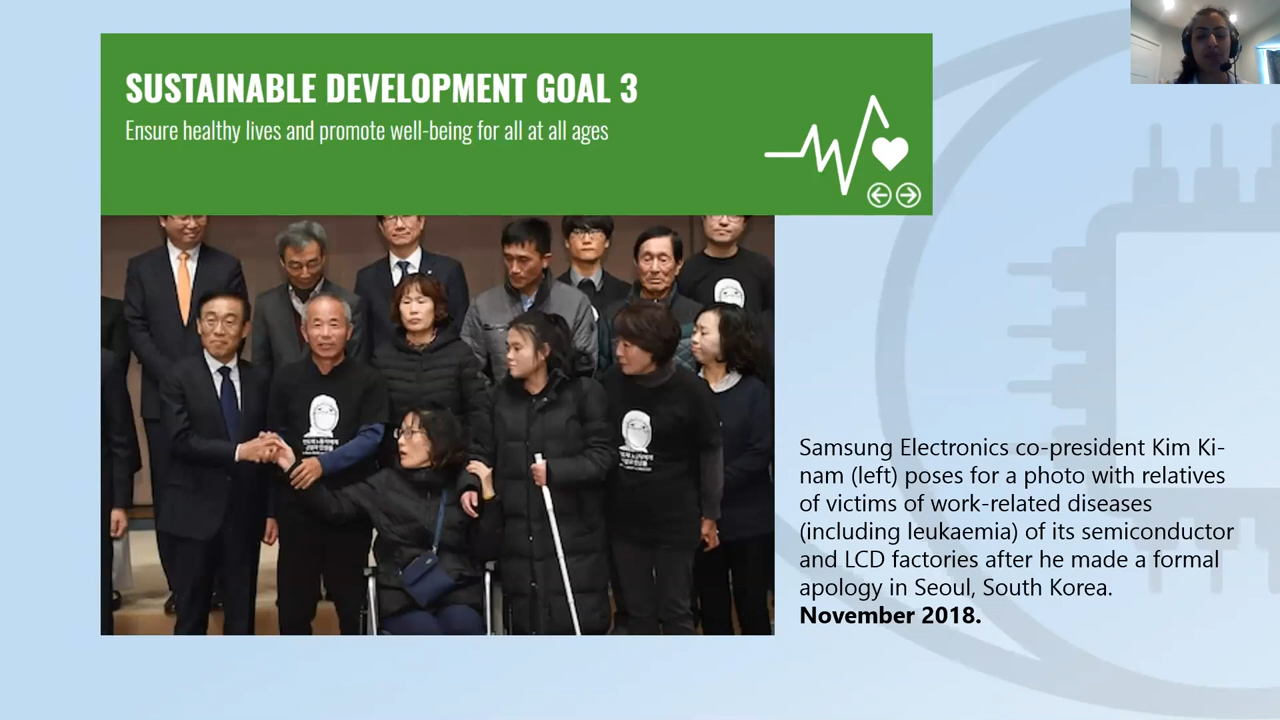 SUSTAINABLE DEVELOPMENT GOAL 3
Ensure healthy lives and promote well-being for all at all ages
Samsung Electronics co-president Kim Ki-
nam (left) poses for a photo with relatives
of victims of work-related diseases
(including leukaemia) of its semiconductor
and LCD factories after he made a formal
apology in Seoul, South Korea.
November 2018.